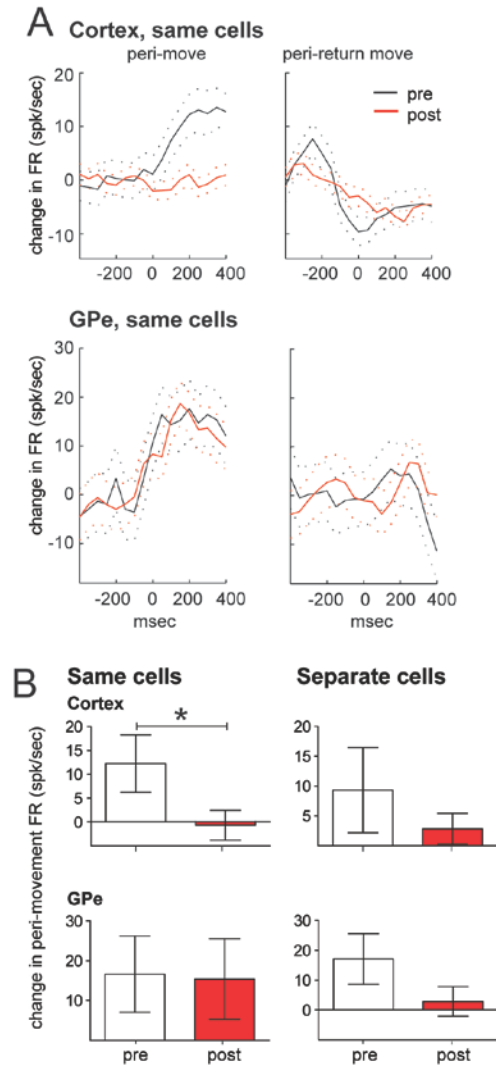 A
Cortex, same cells
peri-move
peri-return move
change in FR (spk/sec)
20
10
0
-10
-200 0 200 400
-200 0 200 400
pre
post
GPe, same cells
change in FR (spk/sec)
30
20
10
0
-10
-200 0 200 400
msec
-200 0 200 400
msec
B
Same cells
Separate cells
Cortex
*
change in peri-movement FR (spk/sec)
20
15
10
5
0
20
15
10
5
GPe
30
20
10
30
20
10
0
pre post
pre post